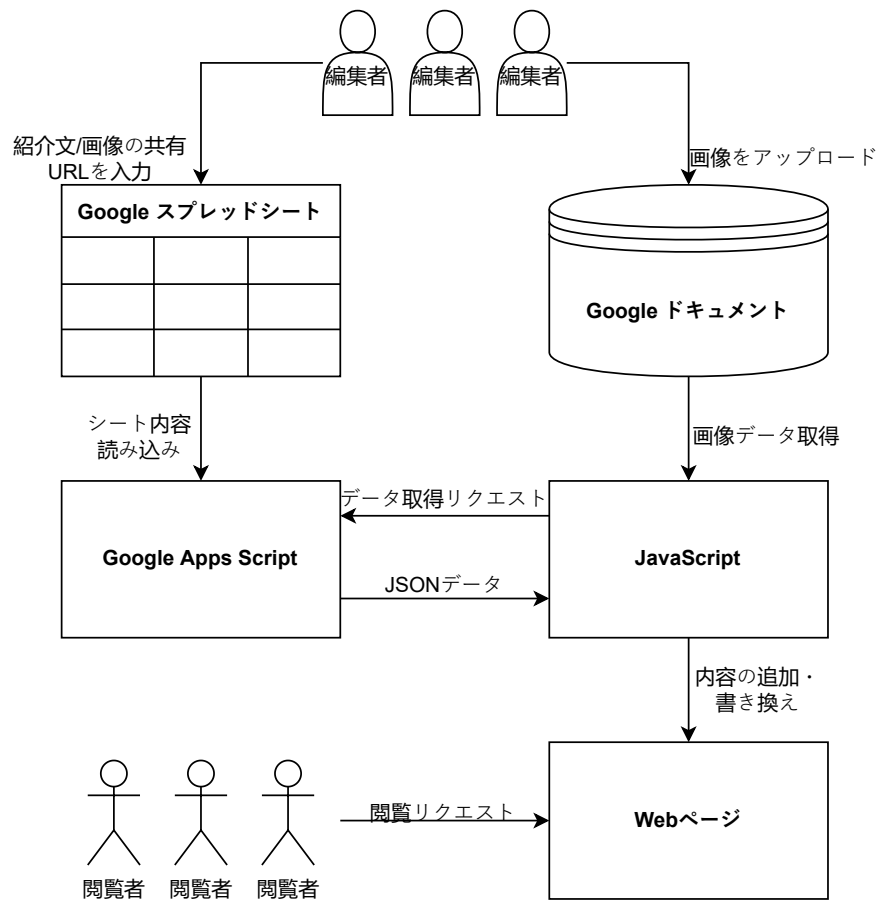 編集者
編集者
編集者
紹介文/画像の共有
URLを入力
画像をアップロード
Google スプレッドシート
Google ドキュメント
シート内容
読み込み
画像データ取得
データ取得リクエスト
Google Apps Script
JavaScript
JSONデータ
内容の追加・
書き換え
閲覧リクエスト
Webページ
閲覧者
閲覧者
閲覧者